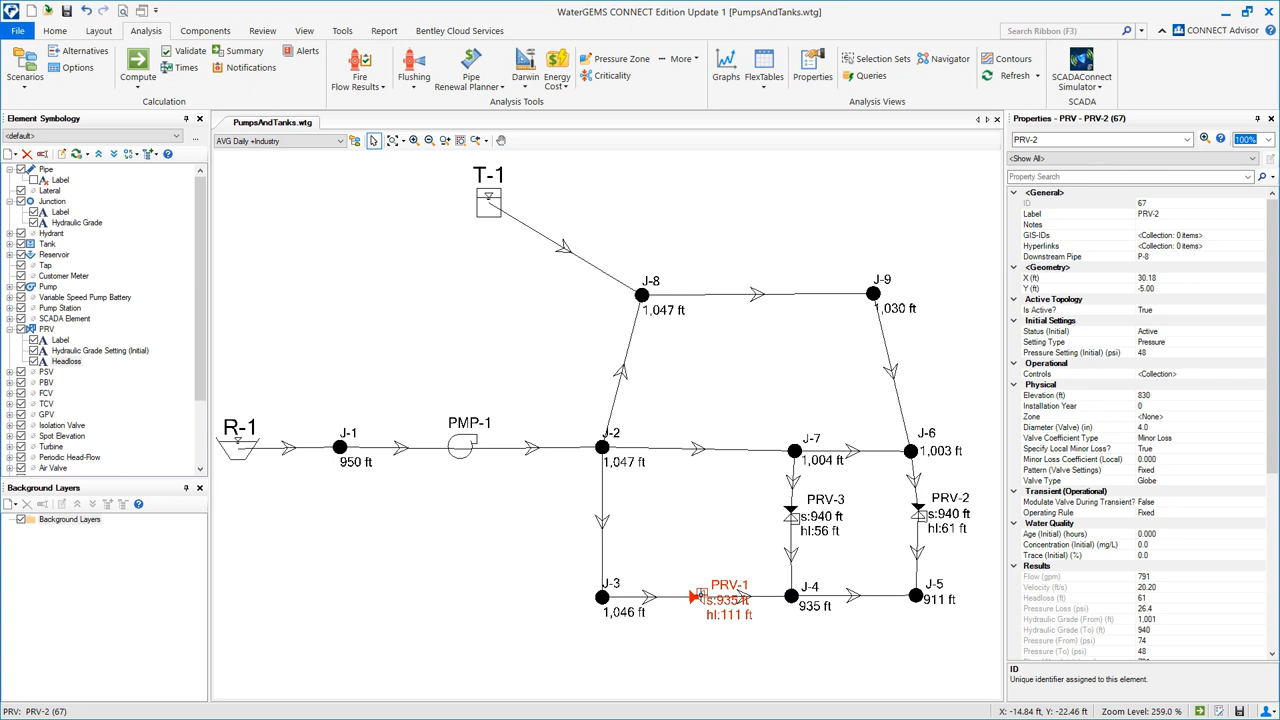 WaterGEMS CONNECT Edition Update 1 [PumpsAndTanks.wtg]
File Home Layout Analysis Components Review View Tools Report Bentley Cloud Services
Search Ribbon (F3) CONNECT Advisor
Scenarios
Alternatives
Options
Compute
Validate Summary Alerts
Times Notifications
Calculation
Fire Flow Results
Flushing
Pipe Renewal Planner
Darwin
Energy Cost
Pressure Zone More
Criticality
Analysis Tools
Graphs
FlexTables
Properties
Selection Sets Navigator
Queries
Contours
Refresh
Analysis Views
SCADAConnect Simulator
SCADA
Element Symbology
<default>
...
Pipe
Label
Lateral
Junction
Label
Hydraulic Grade
Hydrant
Tank
Reservoir
Tap
Customer Meter
Pump
Variable Speed Pump Battery
Pump Station
SCADA Element
PRV
Label
Hydraulic Grade Setting (Initial)
Headloss
PSV
PBV
FCV
TCV
GPV
Isolation Valve
Spot Elevation
Turbine
Periodic Head-Flow
Air Valve
Background Layers
Background Layers
PumpsAndTanks.wtg
AVG Daily +Industry
T-1
J-8
1,047 ft
J-9
1,030 ft
R-1
J-1
950 ft
PMP-1
J-2
1,047 ft
J-7
1,004 ft
J-6
1,003 ft
PRV-3
s:940 ft
hl:56 ft
PRV-2
s:940 ft
hl:61 ft
J-3
1,046 ft
PRV-1
s:935 ft
hl:111 ft
J-4
935 ft
J-5
911 ft
Properties - PRV - PRV-2 (67)
PRV-2
100%
<Show All>
Property Search
<General>
ID 67
Label PRV-2
Notes
GIS-IDs <Collection: 0 items>
Hyperlinks <Collection: 0 items>
Downstream Pipe P-8
<Geometry>
X (ft) 30.18
Y (ft) -5.00
Active Topology
Is Active? True
Initial Settings
Status (Initial) Active
Setting Type Pressure
Pressure Setting (Initial) (psi) 48
Operational
Controls <Collection>
Physical
Elevation (ft) 830
Installation Year 0
Zone <None>
Diameter (Valve) (in) 4.0
Valve Coefficient Type Minor Loss
Specify Local Minor Loss? True
Minor Loss Coefficient (Local) 0.000
Pattern (Valve Settings) Fixed
Valve Type Globe
Transient (Operational)
Modulate Valve During Transient? False
Operating Rule Fixed
Water Quality
Age (Initial) (hours) 0.000
Concentration (Initial) (mg/L) 0.0
Trace (Initial) (%) 0.0
Results
Flow (gpm) 791
Velocity (ft/s) 20.20
Headloss (ft) 61
Pressure Loss (psi) 26.4
Hydraulic Grade (From) (ft) 1,001
Hydraulic Grade (To) (ft) 940
Pressure (From) (psi) 74
Pressure (To) (psi) 48
ID
Unique identifier assigned to this element.
PRV: PRV-2 (67)
X: -14.84 ft, Y: -22.46 ft Zoom Level: 259.0 %